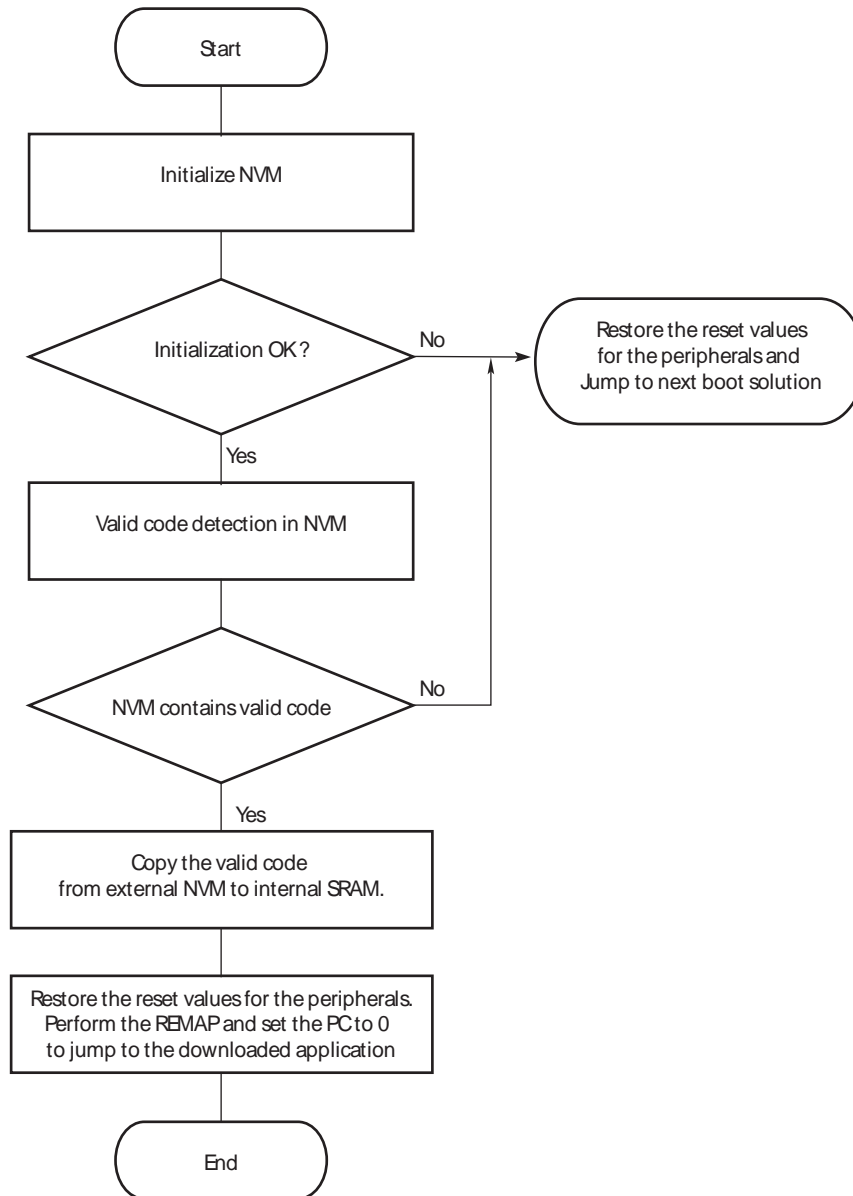 Start
Initialize NVM
Initialization OK ?
No
Restore the reset values
for the peripherals and
Jump to next boot solution
Yes
Valid code detection in NVM
NVM contains valid code
No
Yes
Copy the valid code
from external NVM to internal SRAM.
Restore the reset values for the peripherals.
Perform the REMAP and set the PC to 0
to jump to the downloaded application
End